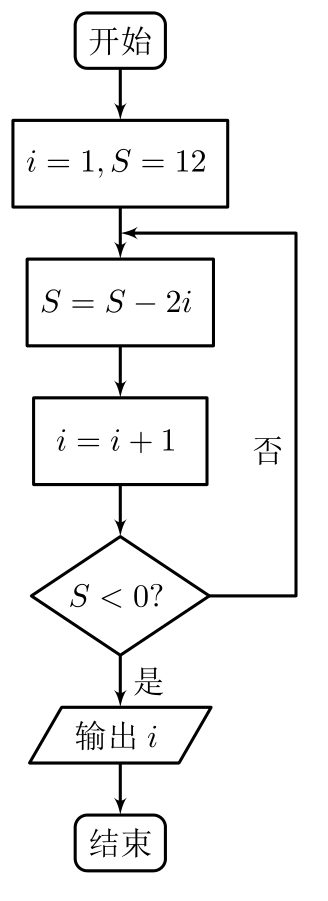 开始
i = 1, S = 12
S = S − 2i
i = i + 1
否
S < 0?
是
输出 i
结束